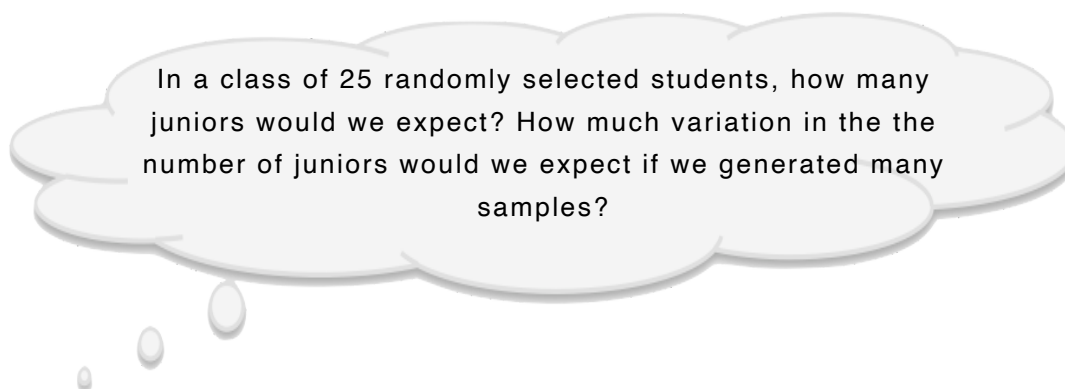 In a class of 25 randomly selected students, how many
juniors would we expect? How much variation in the the
number of juniors would we expect if we generated many
samples?